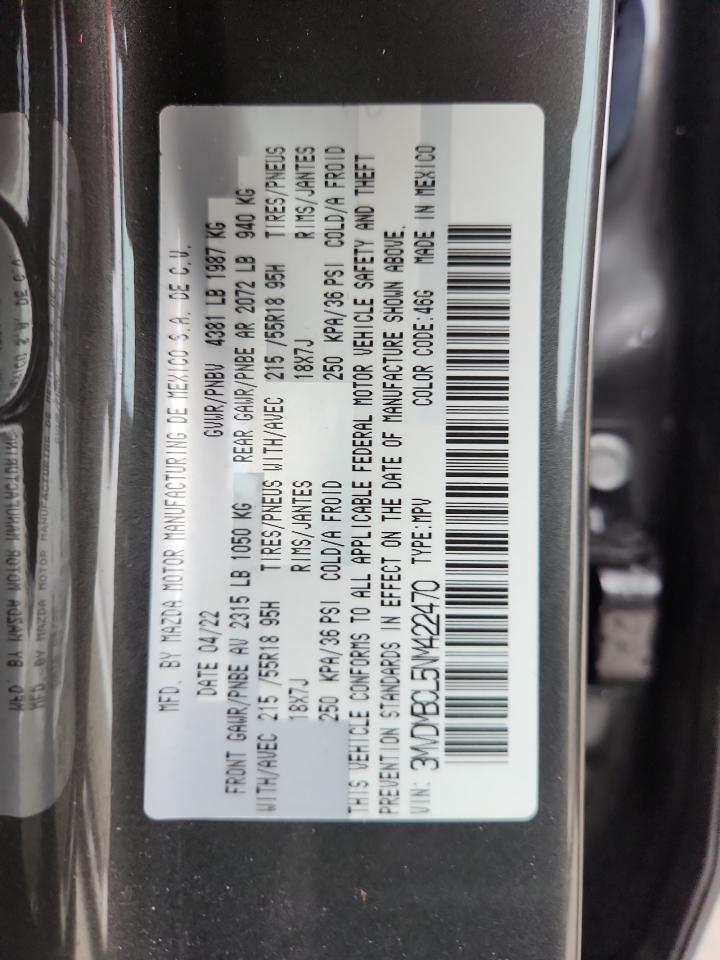 MFD. BY MAZDA MOTOR MANUFACTURING DE MEXICO S.A. DE C.V.
DATE 04/22 GVWR/PNBV 4381 LB 1987 KG
FRONT GAWR/PNBE AV 2315 LB 1050 KG REAR GAWR/PNBE AR 2072 LB 940 KG
WITH/AVEC 215 /55R18 95H TIRES/PNEUS WITH/AVEC 215 /55R18 95H TIRES/PNEUS
18X7J RIMS/JANTES 18X7J RIMS/JANTES
250 KPA/36 PSI COLD/A FROID 250 KPA/36 PSI COLD/A FROID
THIS VEHICLE CONFORMS TO ALL APPLICABLE FEDERAL MOTOR VEHICLE SAFETY AND THEFT
PREVENTION STANDARDS IN EFFECT ON THE DATE OF MANUFACTURE SHOWN ABOVE.
VIN: 3MVDMBCL5NM422470 TYPE:MPV COLOR CODE:46G MADE IN MEXICO